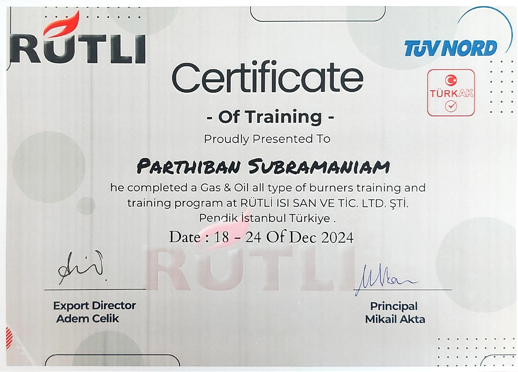 RÜTLI
TÜVNORD
TÜRKAK
Certificate
- Of Training -
Proudly Presented To
PARTHIBAN SUBRAMANIAM
he completed a Gas & Oil all type of burners training and
training program at RÜTLİ ISI SAN VE TİC. LTD. ŞTİ.
Pendik İstanbul Türkiye .
Date : 18 - 24 Of Dec 2024
RÜTLI
Export Director
Adem Celik
Principal
Mikail Akta